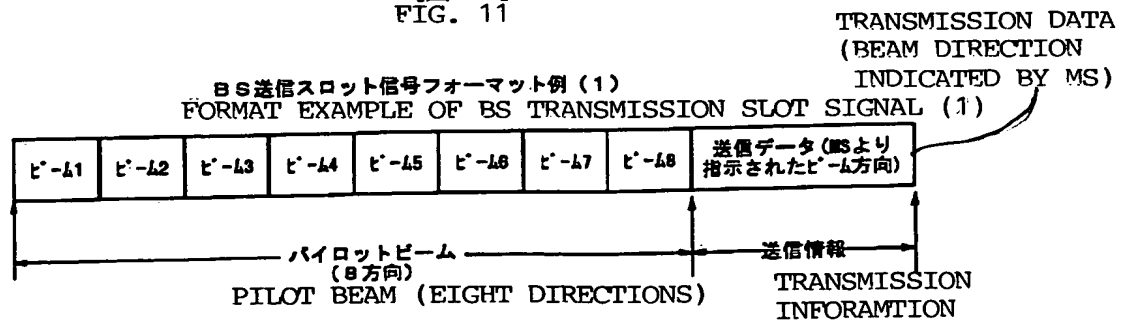 FIG. 11
TRANSMISSION DATA
(BEAM DIRECTION
INDICATED BY MS)
BS送信スロット信号フォーマット例(1)
FORMAT EXAMPLE OF BS TRANSMISSION SLOT SIGNAL (1)
ビーム1 ビーム2 ビーム3 ビーム4 ビーム5 ビーム6 ビーム7 ビーム8 送信データ(MSより
指示されたビーム方向)
パイロットビーム
(8方向)
送信情報
PILOT BEAM (EIGHT DIRECTIONS)
TRANSMISSION
INFORAMTION